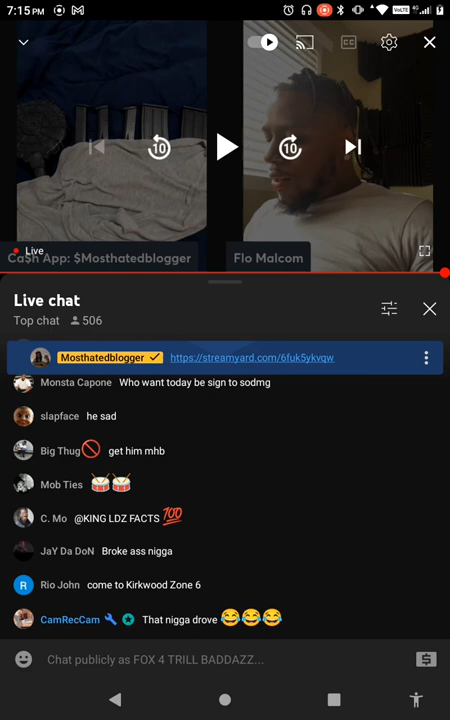 7:15 PM
CC
10
10
Live
Ca$h App: $Mosthatedblogger
Flo Malcom
Live chat
Top chat 506
Mosthatedblogger https://streamyard.com/6fuk5ykvqw
Monsta Capone Who want today be sign to sodmg
slapface he sad
Big Thug🚫 get him mhb
Mob Ties 🥁🥁
C. Mo @KING LDZ FACTS 💯
JaY Da DoN Broke ass nigga
R Rio John come to Kirkwood Zone 6
CamRecCam That nigga drove 😂😂😂
Chat publicly as FOX 4 TRILL BADDAZZ...